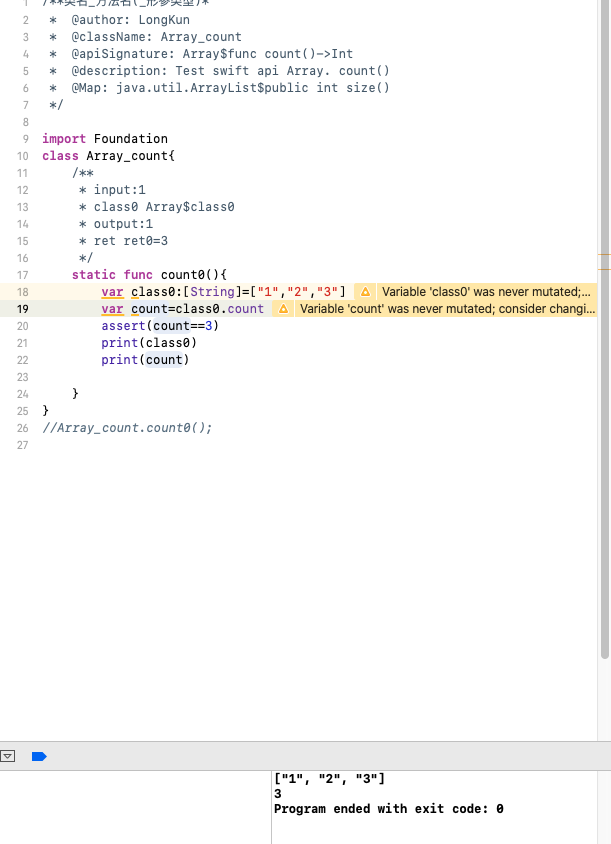 1 /**类名_方法名(_形参类型)*
2 * @author: LongKun
3 * @className: Array_count
4 * @apiSignature: Array$func count()->Int
5 * @description: Test swift api Array. count()
6 * @Map: java.util.ArrayList$public int size()
7 */
8
9 import Foundation
10 class Array_count{
11 /**
12 * input:1
13 * class0 Array$class0
14 * output:1
15 * ret ret0=3
16 */
17 static func count0(){
18 var class0:[String]=["1","2","3"] Variable 'class0' was never mutated;...
19 var count=class0.count Variable 'count' was never mutated; consider changi...
20 assert(count==3)
21 print(class0)
22 print(count)
23
24 }
25 }
26 //Array_count.count0();
27
["1", "2", "3"]
3
Program ended with exit code: 0